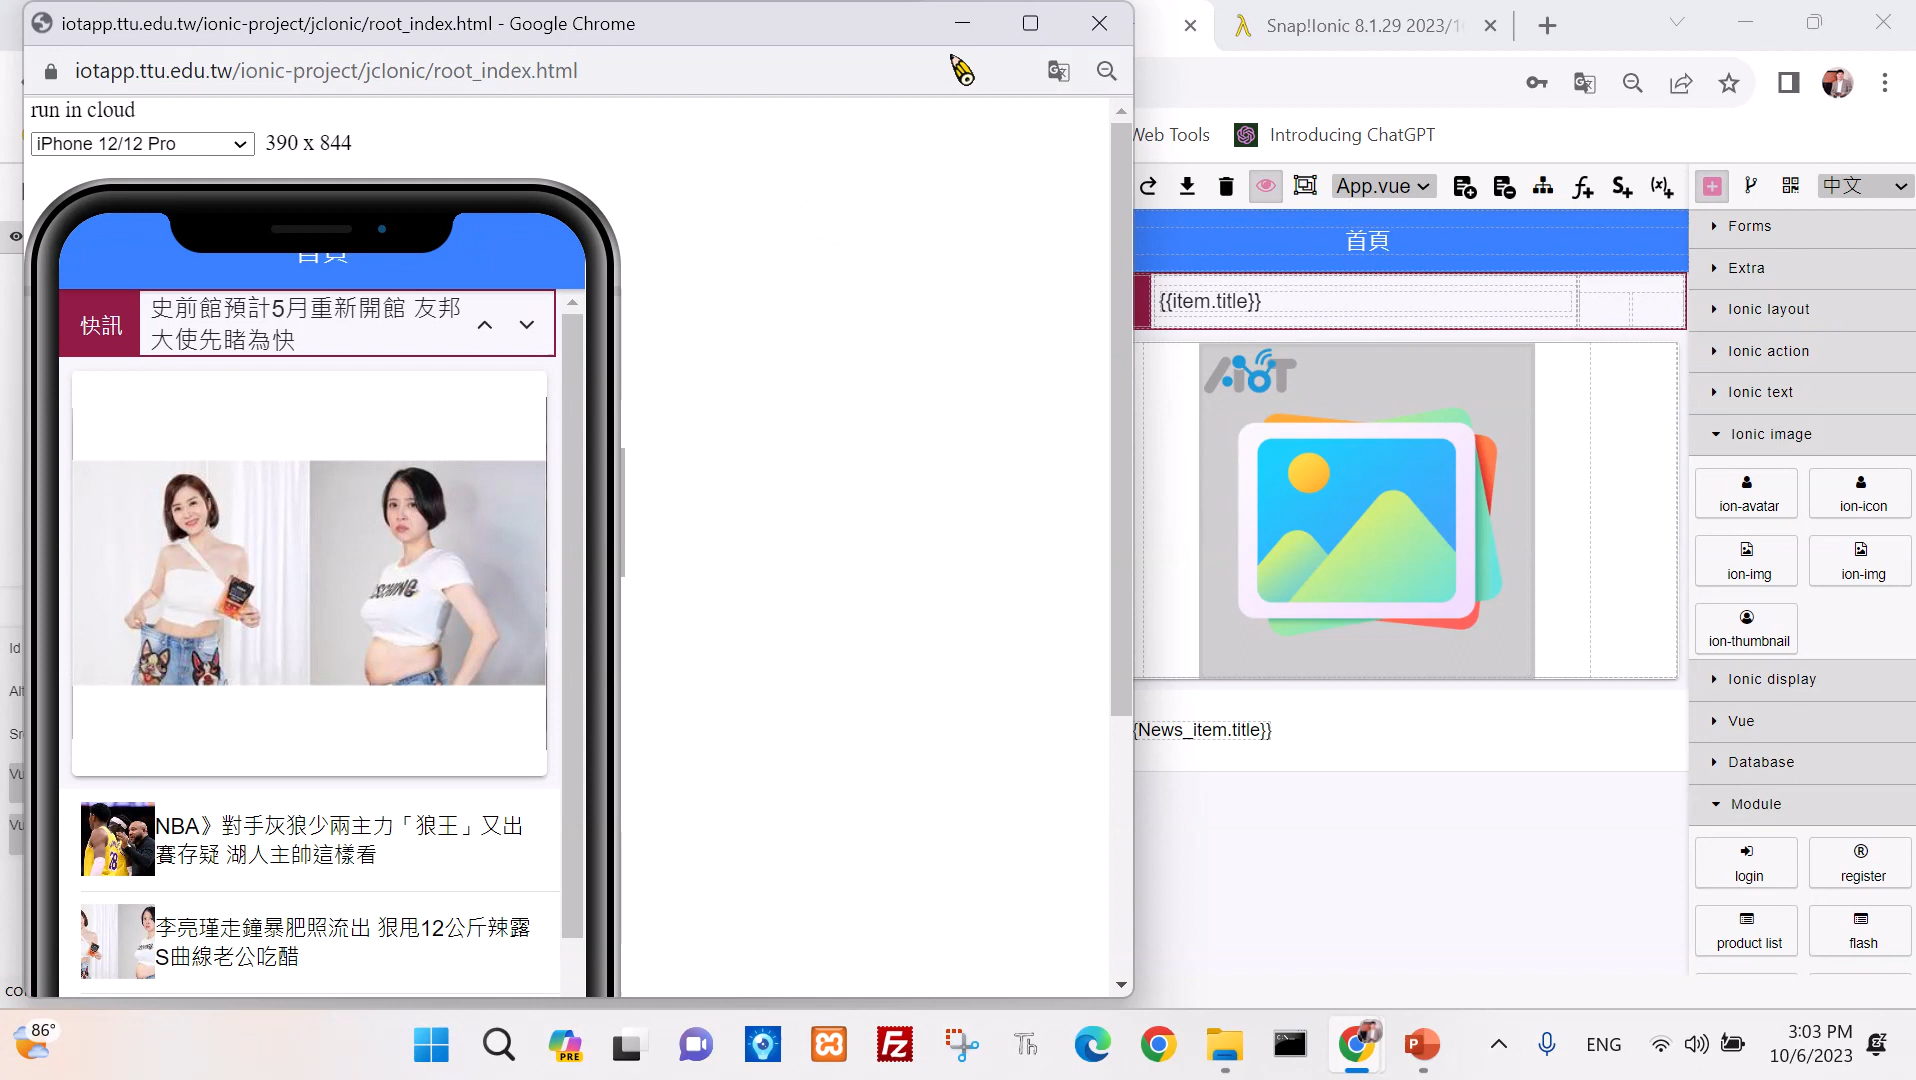 iotapp.ttu.edu.tw/ionic-project/jcIonic/root_index.html - Google Chrome
Snap!Ionic 8.1.29 2023/1
iotapp.ttu.edu.tw/ionic-project/jcIonic/root_index.html
Web Tools
Introducing ChatGPT
run in cloud
iPhone 12/12 Pro
390 x 844
App.vue
中文
首頁
快訊
史前館預計5月重新開館 友邦
大使先睹為快
NBA》對手灰狼少兩主力「狼王」又出
賽存疑 湖人主帥這樣看
李亮瑾走鐘暴肥照流出 狠甩12公斤辣露
S曲線老公吃醋
Id
首頁
{{item.title}}
AIoT
{News_item.title}}
Forms
Extra
Ionic layout
Ionic action
Ionic text
Ionic image
ion-avatar
ion-icon
ion-img
ion-img
ion-thumbnail
Ionic display
Vue
Database
Module
login
register
product list
flash
86°
PRE
Th
ENG
3:03 PM
10/6/2023